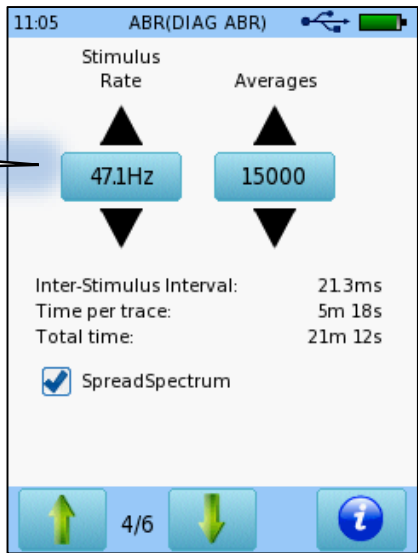 11:05 ABR(DIAG ABR)
Stimulus
Rate Averages
47.1Hz 15000
Inter-Stimulus Interval: 21.3ms
Time per trace: 5m 18s
Total time: 21m 12s
SpreadSpectrum
4/6 i